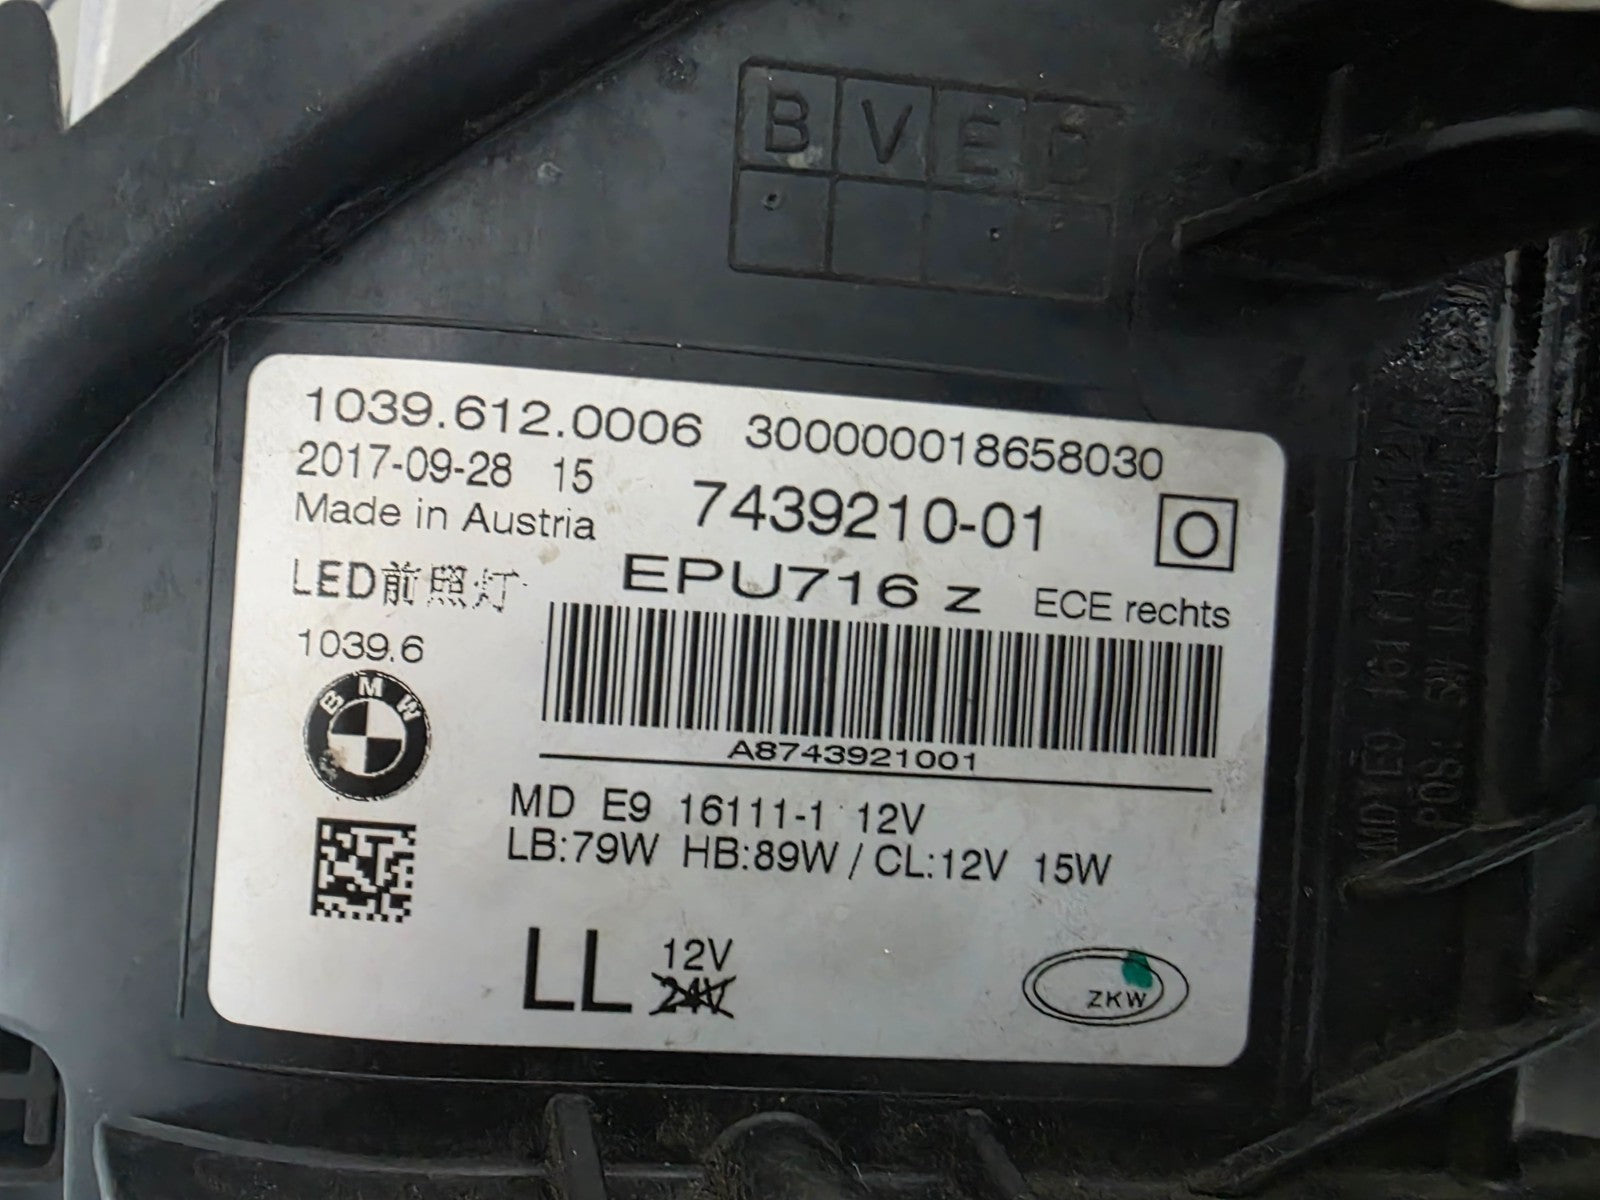 B V E D
1039.612.0006 300000018658030
2017-09-28 15
7439210-01
Made in Austria
LED前照灯
EPU716 z ECE rechts
1039.6
BMW
A8743921001
MD E9 16111-1 12V
LB:79W HB:89W / CL:12V 15W
LL 12V
24V
ZKW